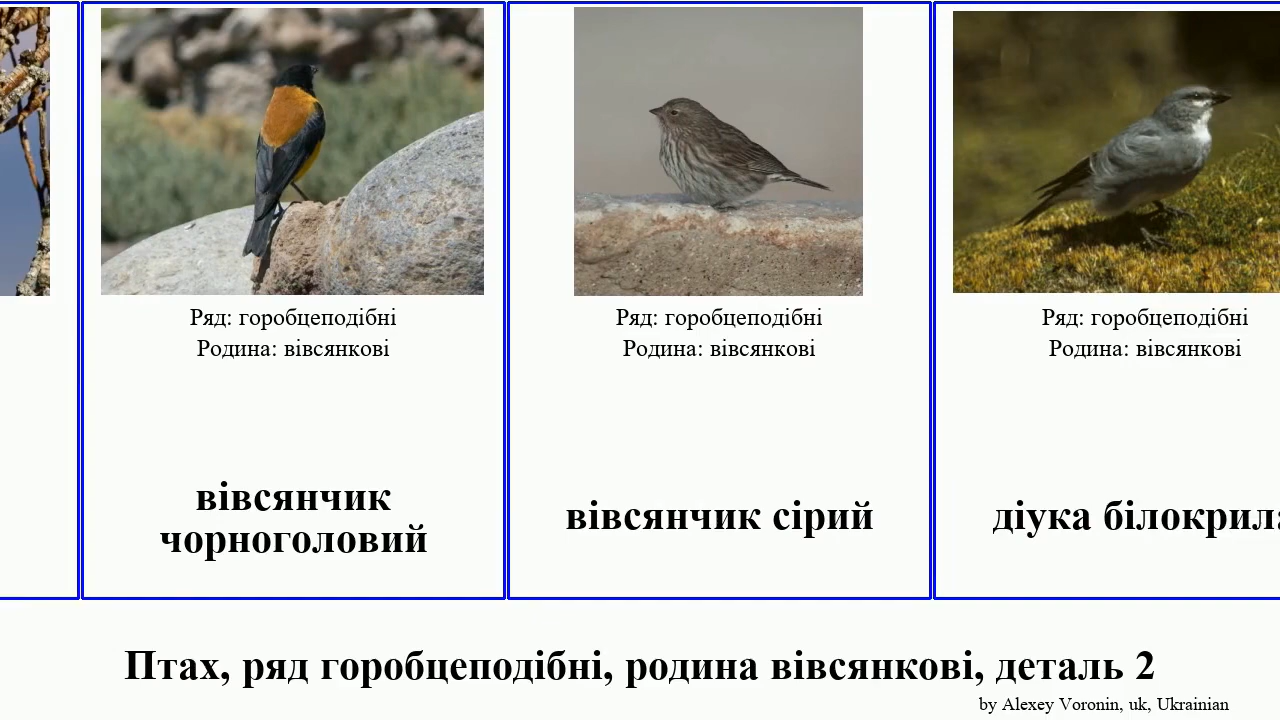 Ряд: горобцеподібні
Родина: вівсянкові
вівсянчик
чорноголовий
Ряд: горобцеподібні
Родина: вівсянкові
вівсянчик сірий
Ряд: горобцеподібні
Родина: вівсянкові
діука білокрила
Птах, ряд горобцеподібні, родина вівсянкові, деталь 2
by Alexey Voronin, uk, Ukrainian